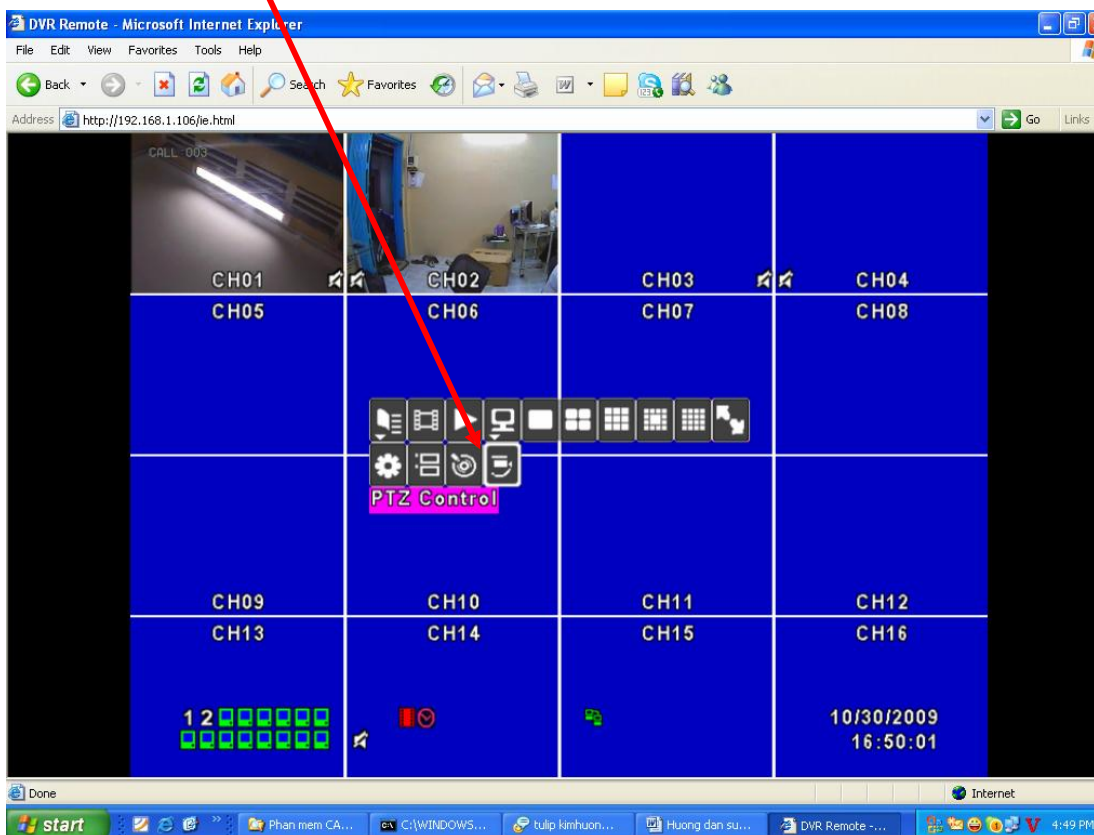 DVR Remote - Microsoft Internet Explorer
File Edit View Favorites Tools Help
Back Search Favorites
Address http://192.168.1.106/ie.html Go Links
CALL 003
CH01 CH02 CH03 CH04
CH05 CH06 CH07 CH08
PTZ Control
CH09 CH10 CH11 CH12
CH13 CH14 CH15 CH16
1 2
10/30/2009
16:50:01
Done Internet
start Phan mem CA... C:\WINDOWS... tulip kimhuon... Huong dan su... DVR Remote -... V 4:49 PM